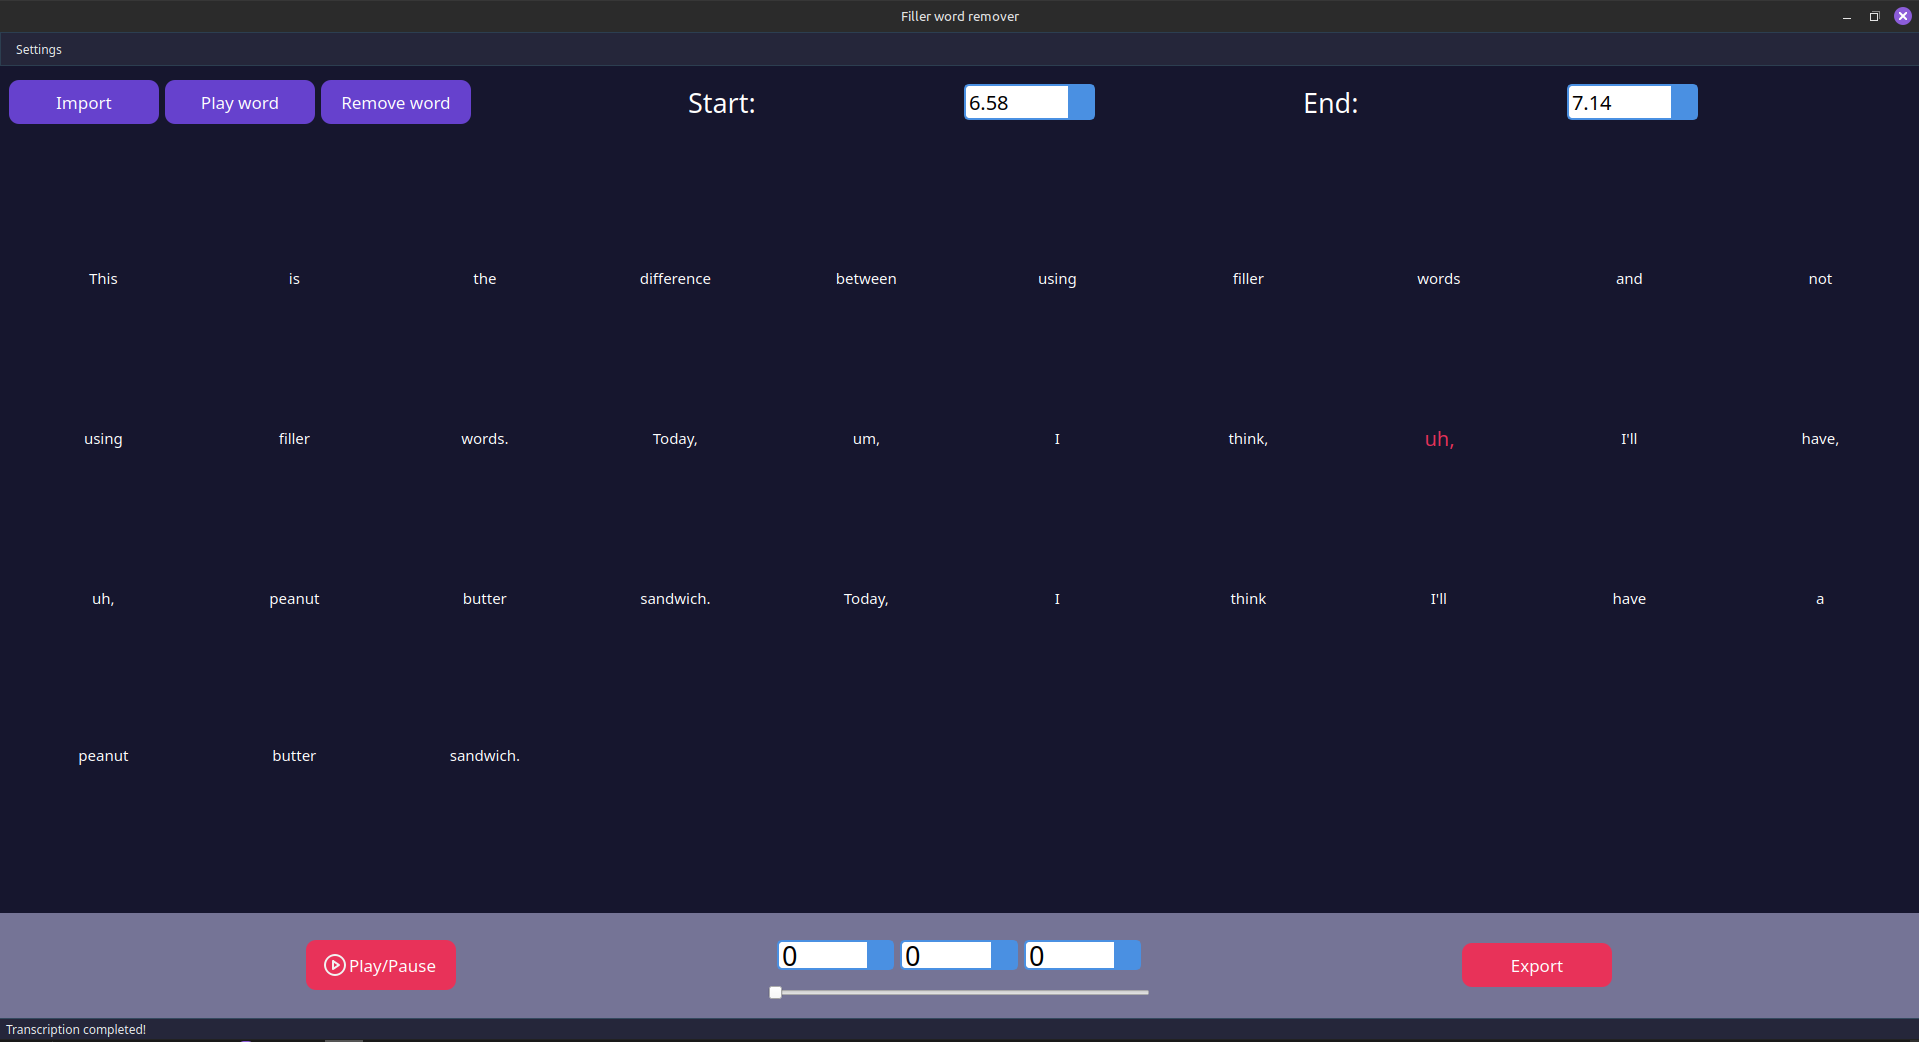 Filler word remover
Settings
Import Play word Remove word Start: 6.58 End: 7.14
This is the difference between using filler words and not
using filler words. Today, um, I think, uh, I'll have,
uh, peanut butter sandwich. Today, I think I'll have a
peanut butter sandwich.
Play/Pause 0 0 0 Export
Transcription completed!